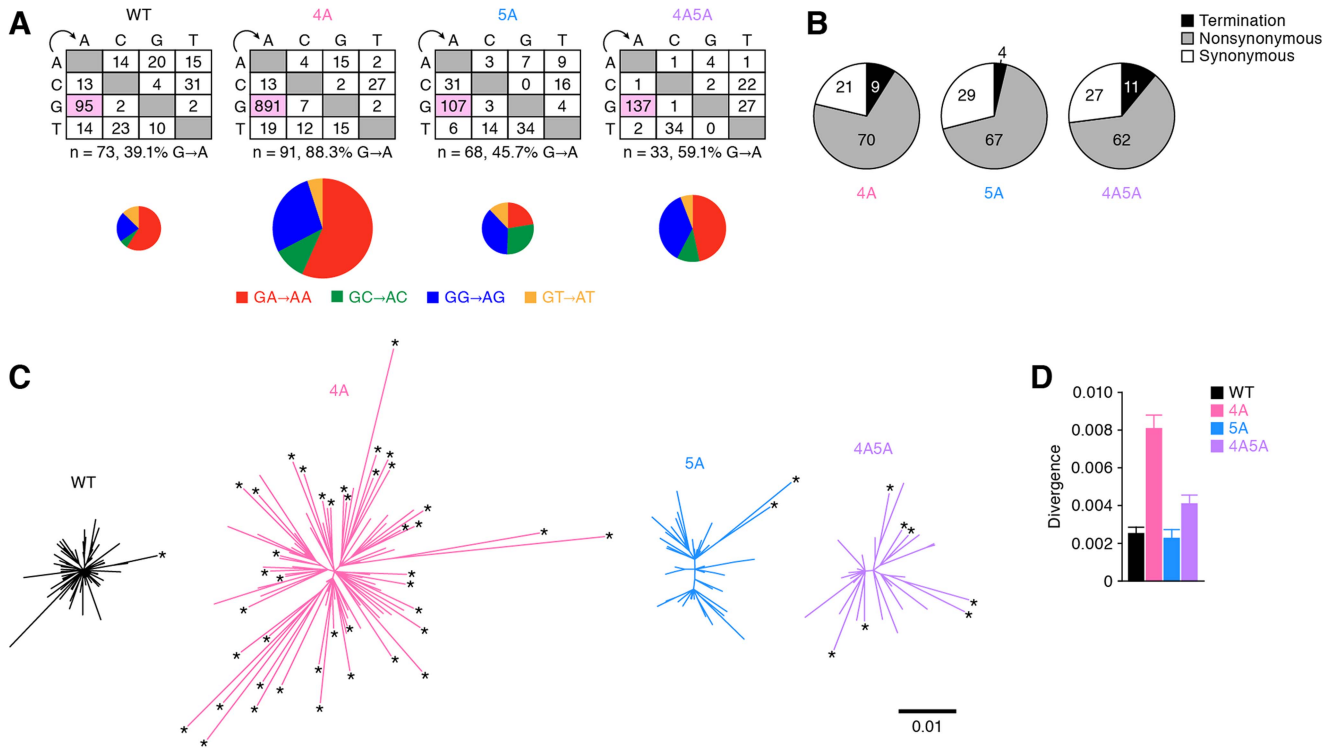 A
WT
4A
5A
4A5A
A C G T
A C G T
A C G T
A C G T
A 14 20 15
A 4 15 2
A 3 7 9
A 1 4 1
C 13 4 31
C 13 2 27
C 31 0 16
C 1 2 22
G 95 2 2
G 891 7 2
G 107 3 4
G 137 1 27
T 14 23 10
T 19 12 15
T 6 14 34
T 2 34 0
n = 73, 39.1% G→A
n = 91, 88.3% G→A
n = 68, 45.7% G→A
n = 33, 59.1% G→A
GA→AA
GC→AC
GG→AG
GT→AT
B
Termination
Nonsynonymous
Synonymous
21
9
70
4A
4
29
67
5A
27
11
62
4A5A
C
WT
4A
5A
4A5A
0.01
D
0.010
0.008
0.006
0.004
0.002
0
Divergence
WT
4A
5A
4A5A